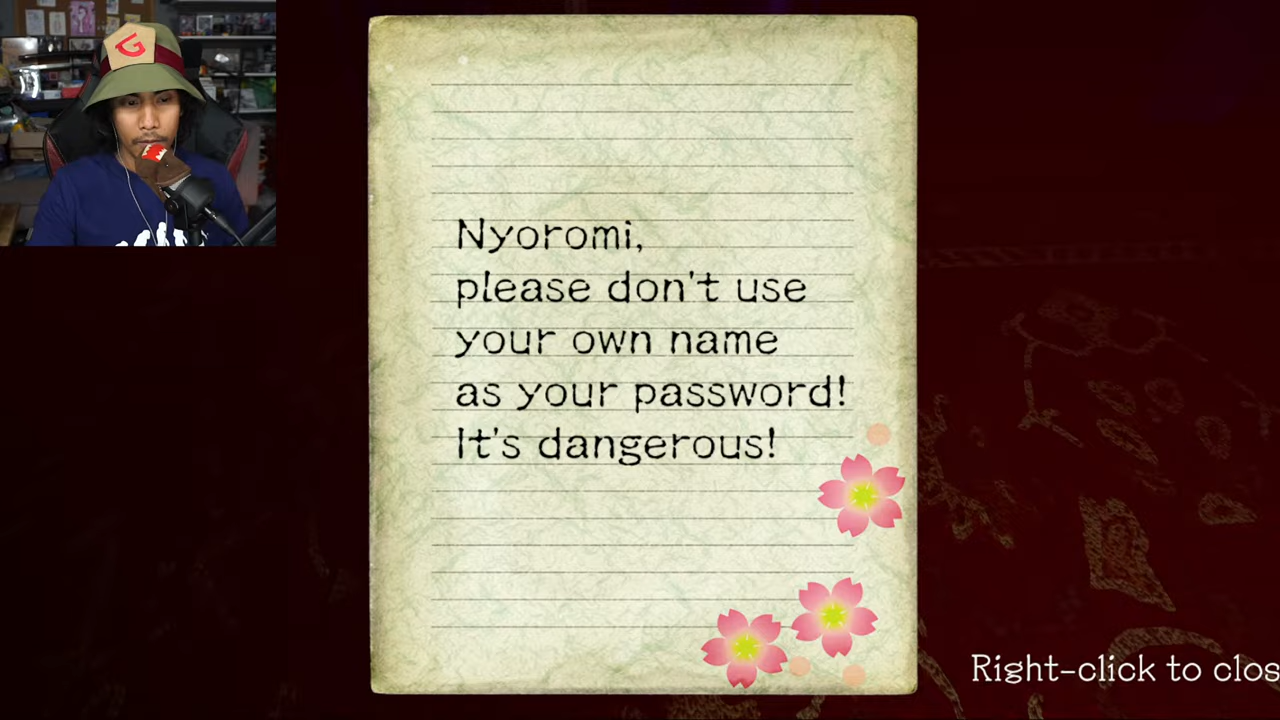 G
Nyoromi,
please don't use
your own name
as your password!
It's dangerous!
Right-click to clos